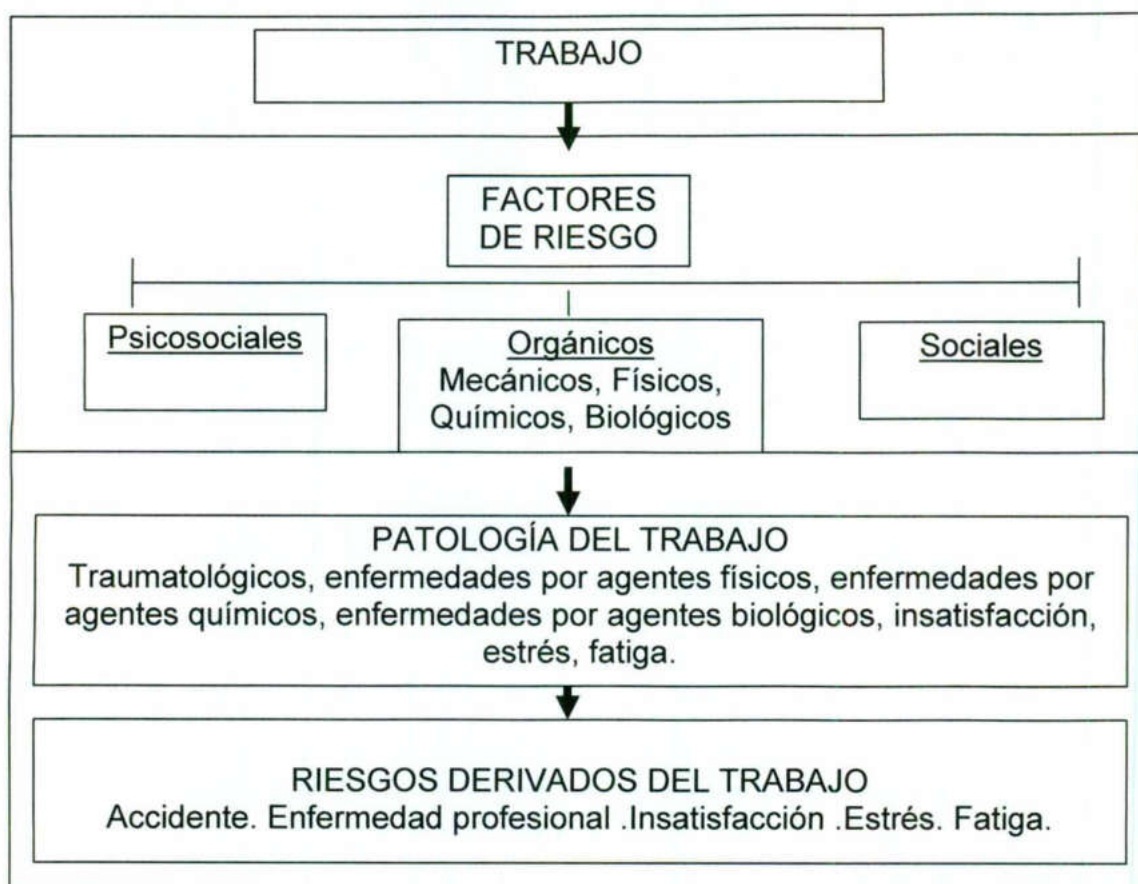 TRABAJO
FACTORES
DE RIESGO
Psicosociales
Orgánicos
Mecánicos, Físicos,
Químicos, Biológicos
Sociales
PATOLOGÍA DEL TRABAJO
Traumatológicos, enfermedades por agentes físicos, enfermedades por
agentes químicos, enfermedades por agentes biológicos, insatisfacción,
estrés, fatiga.
RIESGOS DERIVADOS DEL TRABAJO
Accidente. Enfermedad profesional .Insatisfacción .Estrés. Fatiga.